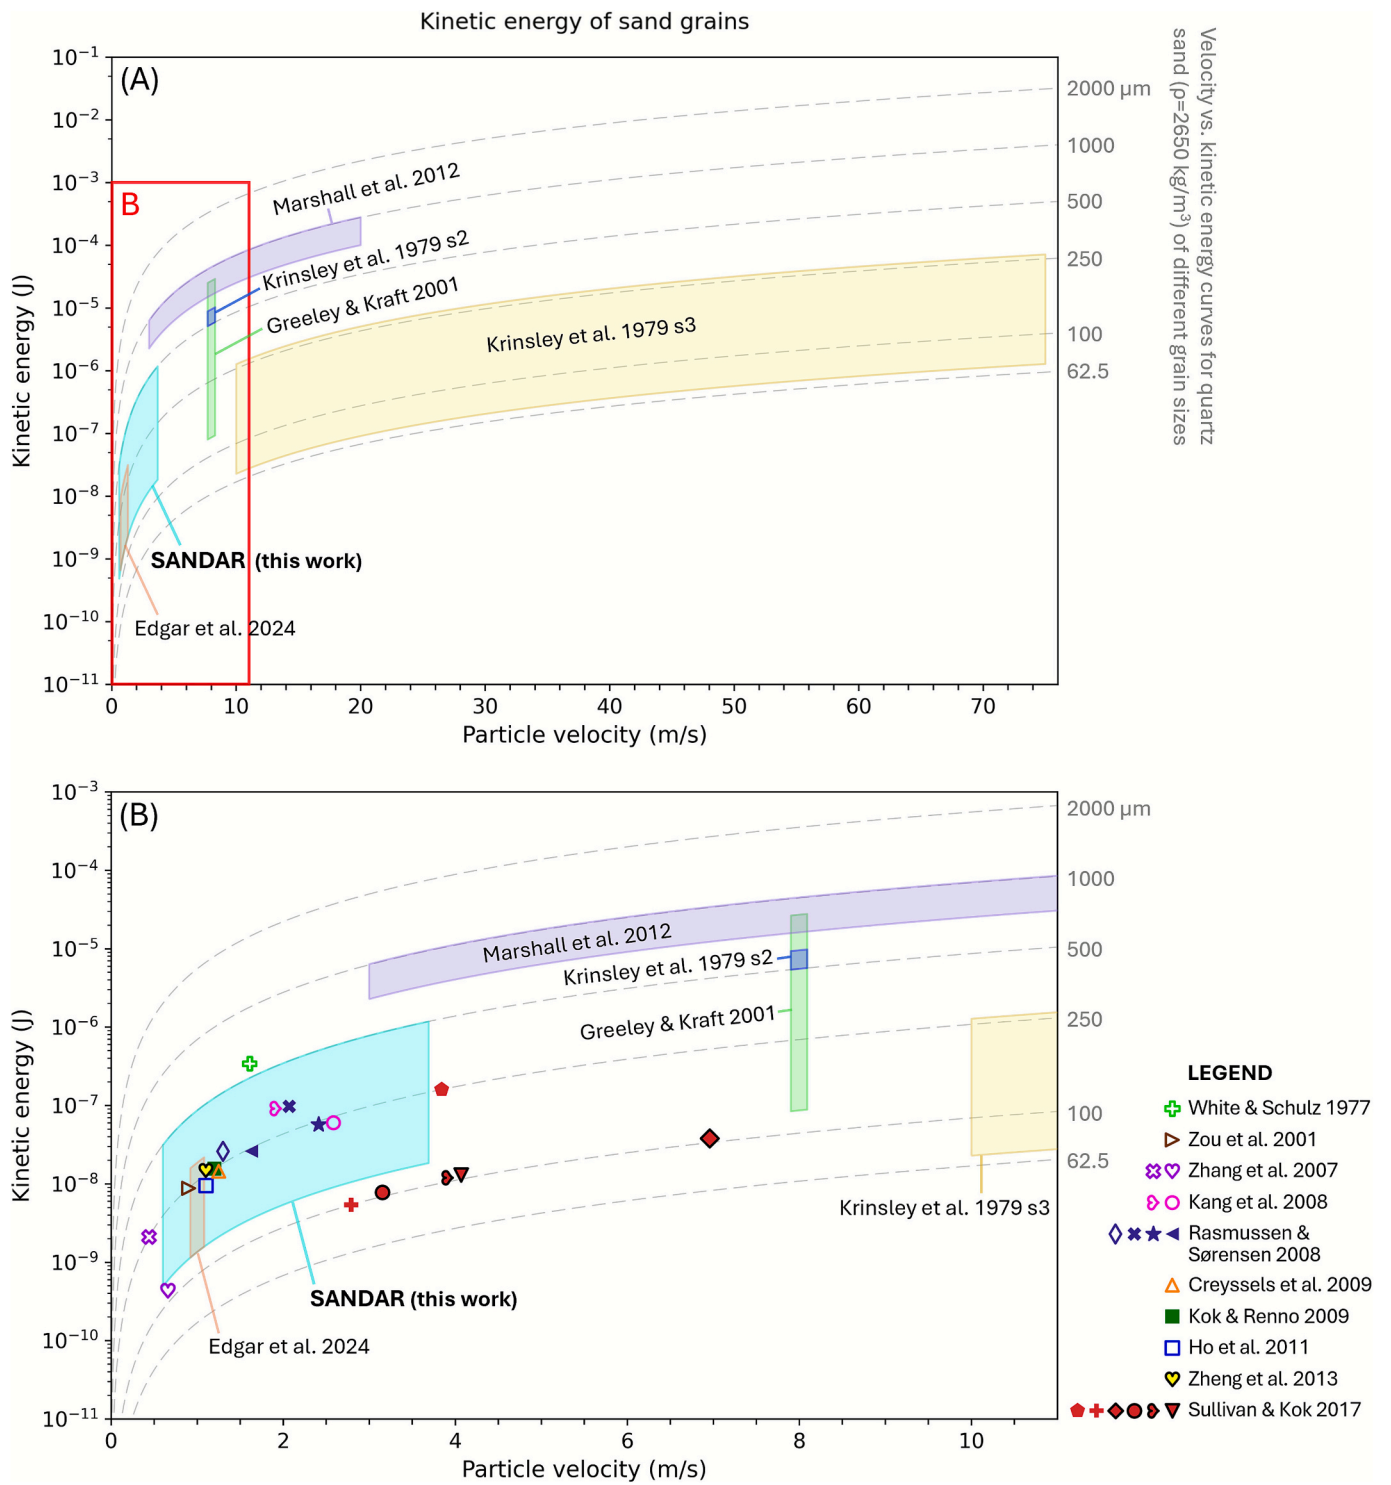 Kinetic energy of sand grains
(A)
10⁻¹
10⁻²
10⁻³
10⁻⁴
10⁻⁵
10⁻⁶
10⁻⁷
10⁻⁸
10⁻⁹
10⁻¹⁰
10⁻¹¹
Kinetic energy (J)
B
Marshall et al. 2012
Krinsley et al. 1979 s2
Greeley & Kraft 2001
Krinsley et al. 1979 s3
SANDAR (this work)
Edgar et al. 2024
2000 µm
1000
500
250
100
62.5
Velocity vs. kinetic energy curves for quartz
sand (ρ=2650 kg/m³) of different grain sizes
0 10 20 30 40 50 60 70
Particle velocity (m/s)
(B)
10⁻³
10⁻⁴
10⁻⁵
10⁻⁶
10⁻⁷
10⁻⁸
10⁻⁹
10⁻¹⁰
10⁻¹¹
Kinetic energy (J)
Marshall et al. 2012
Krinsley et al. 1979 s2
Greeley & Kraft 2001
Krinsley et al. 1979 s3
SANDAR (this work)
Edgar et al. 2024
2000 µm
1000
500
250
100
62.5
0 2 4 6 8 10
Particle velocity (m/s)
LEGEND
White & Schulz 1977
Zou et al. 2001
Zhang et al. 2007
Kang et al. 2008
Rasmussen &
Sørensen 2008
Creyssels et al. 2009
Kok & Renno 2009
Ho et al. 2011
Zheng et al. 2013
Sullivan & Kok 2017